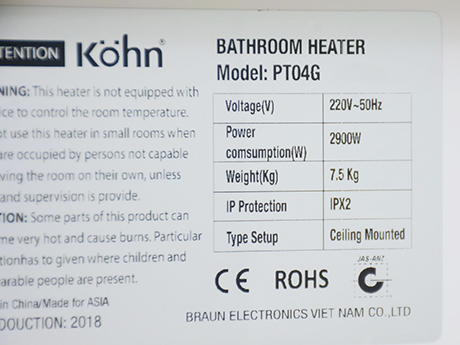 TENTION Köhn
NING: This heater is not equipped with
ice to control the room temperature.
ot use this heater in small rooms when
are occupied by persons not capable
ving the room on their own, unless
and supervision is provide.
TION: Some parts of this product can
me very hot and cause burns. Particular
tionhas to given where children and
erable people are present.
in China/Made for ASIA
ODUCTION: 2018
BATHROOM HEATER
Model: PT04G
Voltage(V) 220V~50Hz
Power 2900W
comsumption(W)
Weight(Kg) 7.5 Kg
IP Protection IPX2
Type Setup Ceiling Mounted
CE ROHS JAS-ANZ
BRAUN ELECTRONICS VIET NAM CO.,LTD